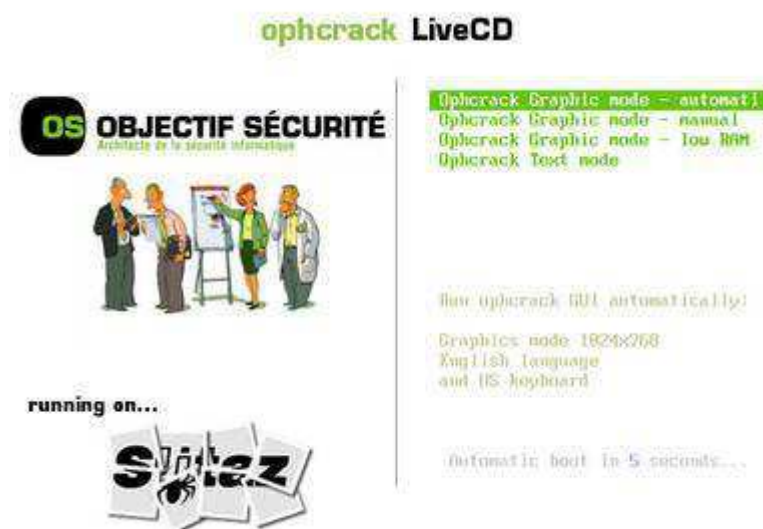 ophcrack LiveCD
OS OBJECTIF SÉCURITÉ
Architecte de la sécurité informatique
running on...
SliTaz
Ophcrack Graphic mode - automati
Ophcrack Graphic mode - manual
Ophcrack Graphic mode - low RAM
Ophcrack Text mode
Run ophcrack GUI automatically!
Graphics mode 1024x768
English language
and US keyboard
Automatic boot in 5 seconds...